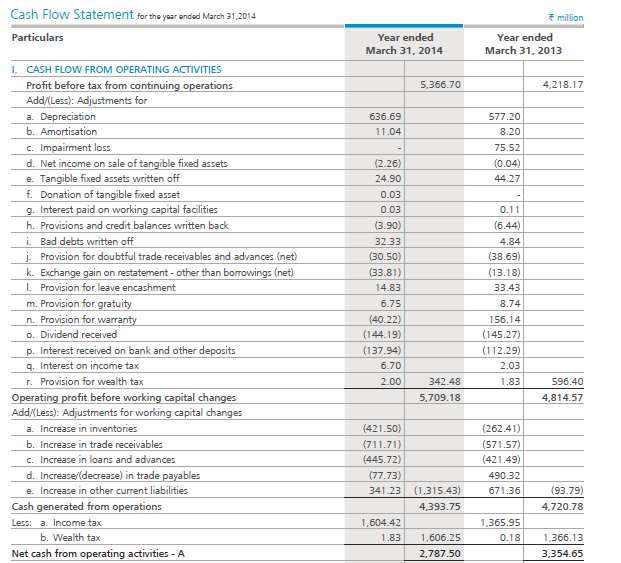 Cash Flow Statement for the year ended March 31,2014
₹ million
Particulars Year ended March 31, 2014 Year ended March 31, 2013
I. CASH FLOW FROM OPERATING ACTIVITIES
Profit before tax from continuing operations 5,366.70 4,218.17
Add/(Less): Adjustments for
a. Depreciation 636.69 577.20
b. Amortisation 11.04 8.20
c. Impairment loss - 75.52
d. Net income on sale of tangible fixed assets (2.26) (0.04)
e. Tangible fixed assets written off 24.90 44.27
f. Donation of tangible fixed asset 0.03 -
g. Interest paid on working capital facilities 0.03 0.11
h. Provisions and credit balances written back (3.90) (6.44)
i. Bad debts written off 32.33 4.84
j. Provision for doubtful trade receivables and advances (net) (30.50) (38.69)
k. Exchange gain on restatement - other than borrowings (net) (33.81) (13.18)
l. Provision for leave encashment 14.83 33.43
m. Provision for gratuity 6.75 8.74
n. Provision for warranty (40.22) 156.14
o. Dividend received (144.19) (145.27)
p. Interest received on bank and other deposits (137.94) (112.29)
q. Interest on income tax 6.70 2.03
r. Provision for wealth tax 2.00 342.48 1.83 596.40
Operating profit before working capital changes 5,709.18 4,814.57
Add/(Less): Adjustments for working capital changes
a. Increase in inventories (421.50) (262.41)
b. Increase in trade receivables (711.71) (571.57)
c. Increase in loans and advances (445.72) (421.49)
d. Increase/(decrease) in trade payables (77.73) 490.32
e. Increase in other current liabilities 341.23 (1,315.43) 671.36 (93.79)
Cash generated from operations 4,393.75 4,720.78
Less: a. Income tax 1,604.42 1,365.95
b. Wealth tax 1.83 1,606.25 0.18 1,366.13
Net cash from operating activities - A 2,787.50 3,354.65